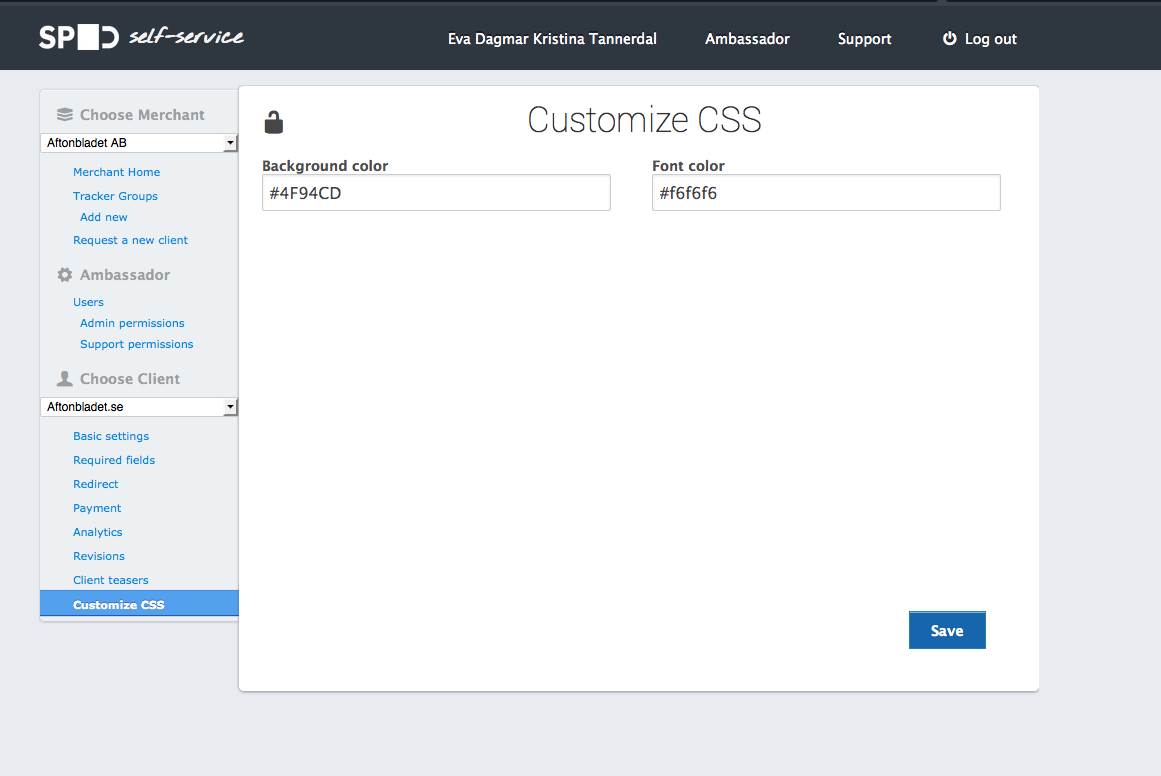 SPiD self-service
Eva Dagmar Kristina Tannerdal
Ambassador
Support
Log out
Choose Merchant
Aftonbladet AB
Merchant Home
Tracker Groups
Add new
Request a new client
Ambassador
Users
Admin permissions
Support permissions
Choose Client
Aftonbladet.se
Basic settings
Required fields
Redirect
Payment
Analytics
Revisions
Client teasers
Customize CSS
Customize CSS
Background color
Font color
#4F94CD
#f6f6f6
Save